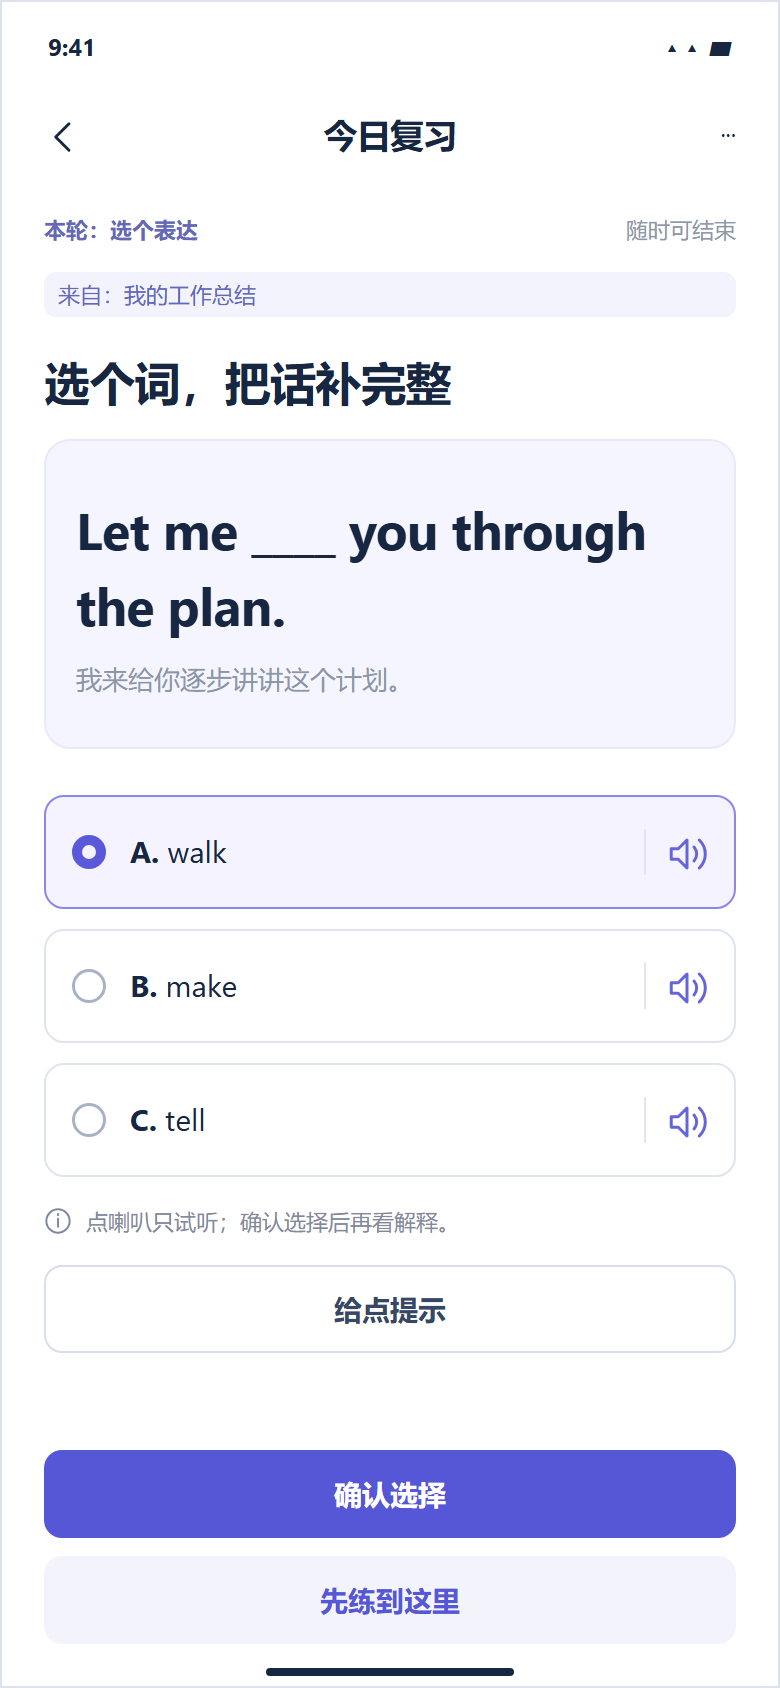 9:41
今日复习
...
本轮：选个表达
随时可结束
来自：我的工作总结
选个词，把话补完整
Let me ____ you through
the plan.
我来给你逐步讲讲这个计划。
A. walk
B. make
C. tell
点喇叭只试听；确认选择后再看解释。
给点提示
确认选择
先练到这里